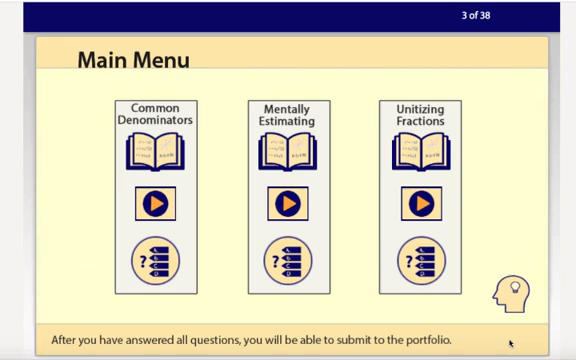 3 of 38
Main Menu
Common
Denominators
Mentally
Estimating
Unitizing
Fractions
?
A
B
C
D
?
A
B
C
D
?
A
B
C
D
After you have answered all questions, you will be able to submit to the portfolio.